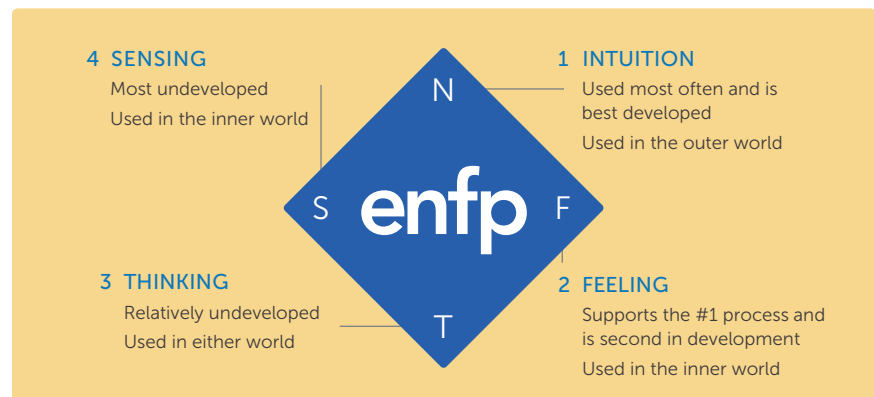 4 SENSING
Most undeveloped
Used in the inner world
1 INTUITION
Used most often and is
best developed
Used in the outer world
N
S
enfp
F
T
3 THINKING
Relatively undeveloped
Used in either world
2 FEELING
Supports the #1 process and
is second in development
Used in the inner world